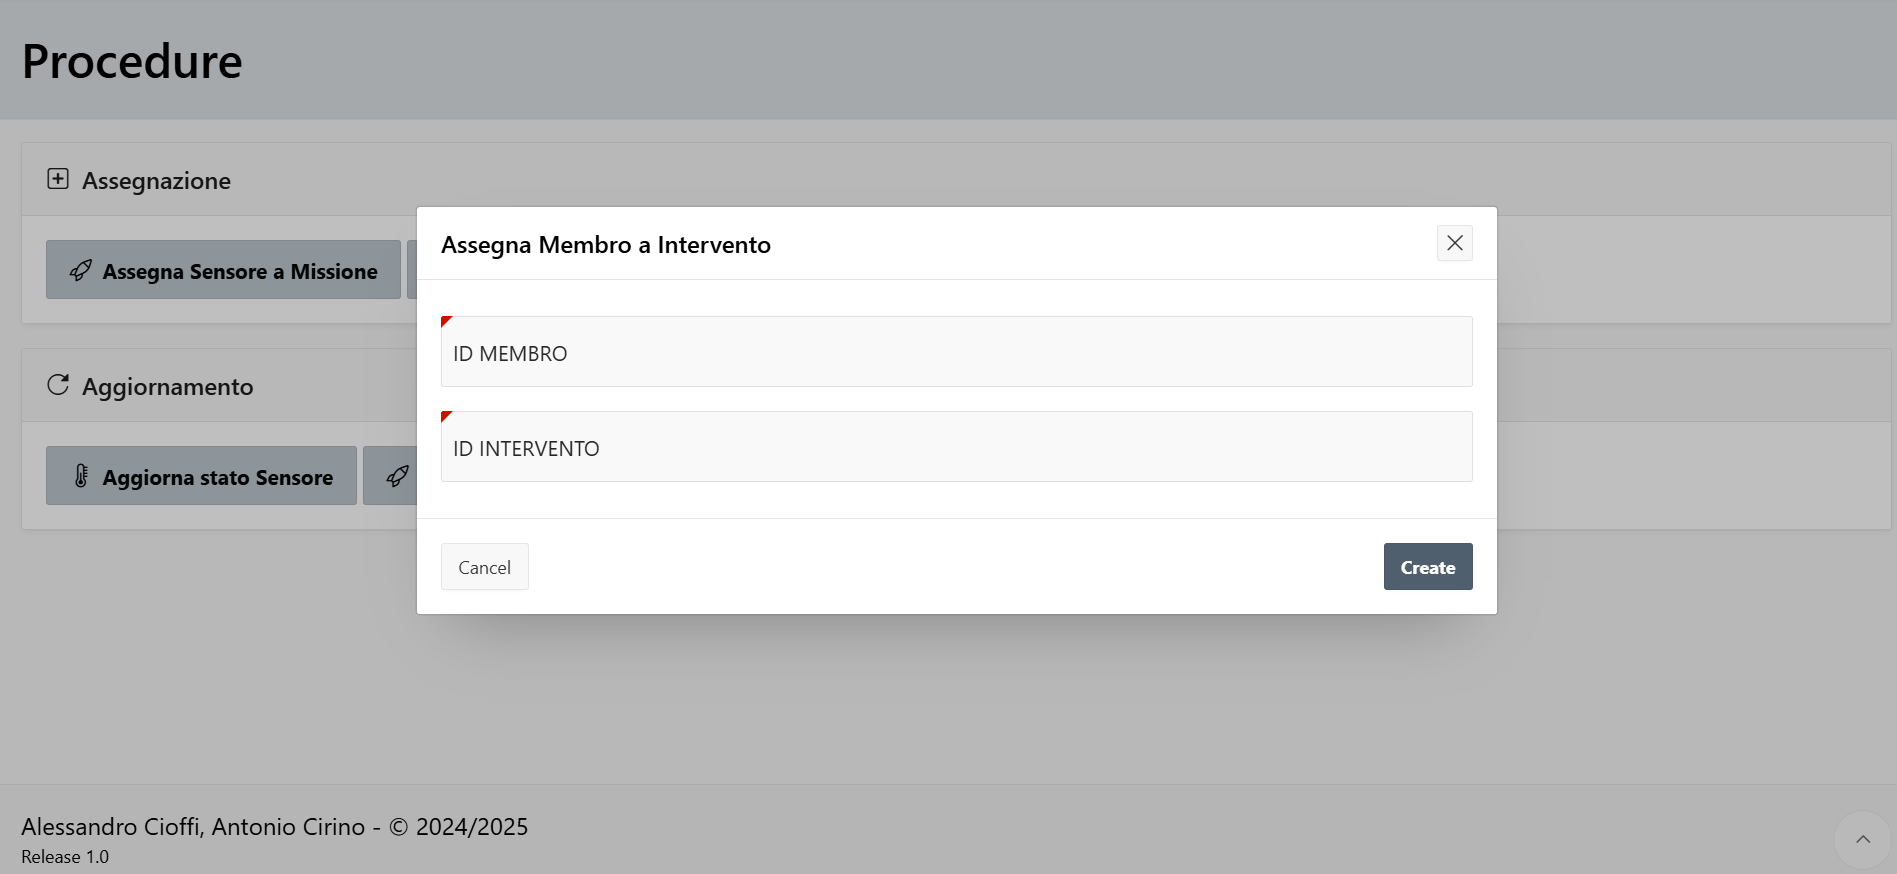 Procedure
Assegnazione
Assegna Sensore a Missione
Aggiornamento
Aggiorna stato Sensore
Assegna Membro a Intervento
ID MEMBRO
ID INTERVENTO
Cancel
Create
Alessandro Cioffi, Antonio Cirino - © 2024/2025
Release 1.0